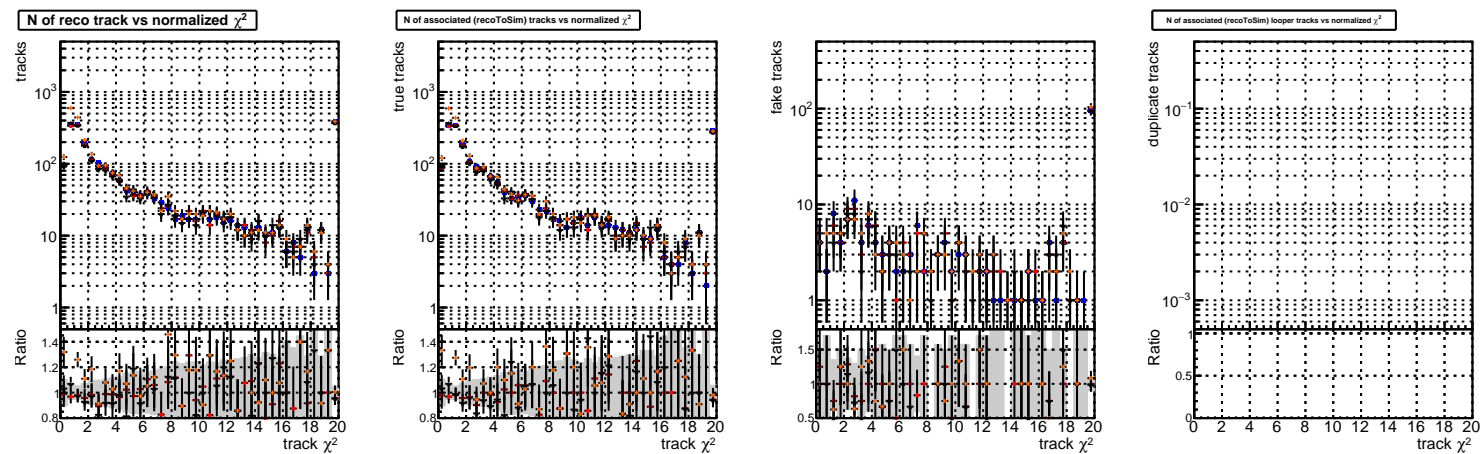 N of reco track vs normalized χ²
tracks
10³
10²
10
1
Ratio
1.4
1.2
1
0.8
0 2 4 6 8 10 12 14 16 18 20
track χ²
N of associated (recoToSim) tracks vs normalized χ²
true tracks
10³
10²
10
1
Ratio
1.4
1.2
1
0.8
0 2 4 6 8 10 12 14 16 18 20
track χ²
fake tracks
10²
10
1
Ratio
1.5
1
0.5
0 2 4 6 8 10 12 14 16 18 20
track χ²
N of associated (recoToSim) looper tracks vs normalized χ²
duplicate tracks
10⁻¹
10⁻²
10⁻³
Ratio
1
0.5
0
0 2 4 6 8 10 12 14 16 18 20
track χ²